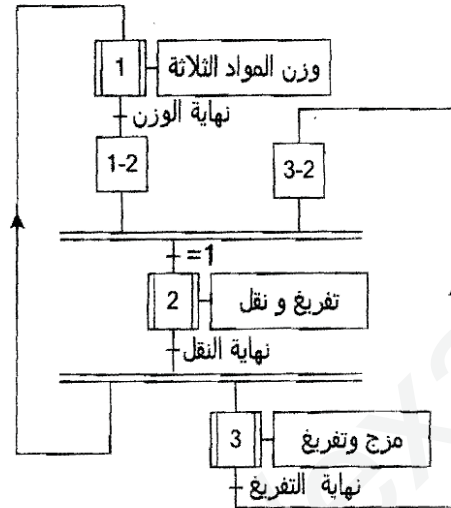 1 وزن المواد الثلاثة
نهاية الوزن
1-2
3-2
=1
2 تفريغ و نقل
نهاية النقل
3 مزج وتفريغ
نهاية التفريغ